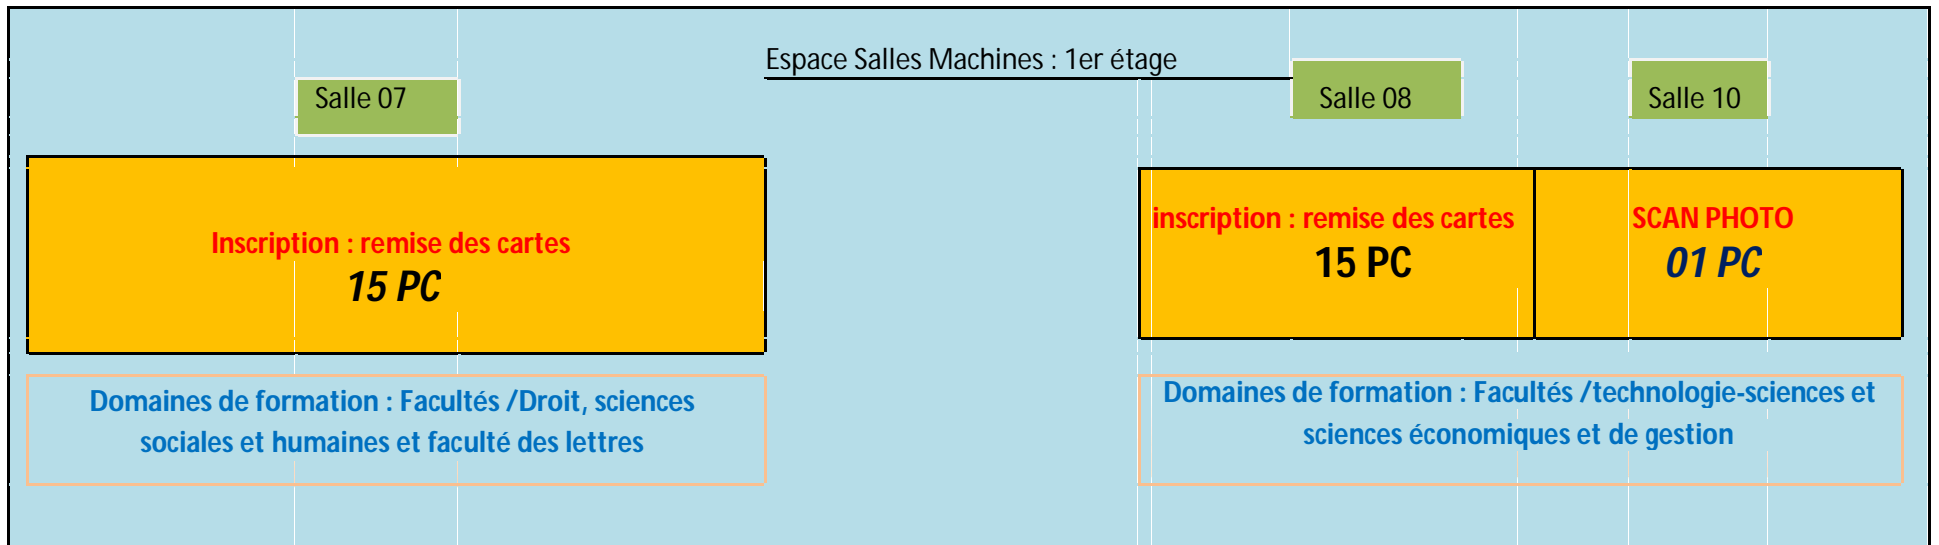 Espace Salles Machines : 1er étage
Salle 07
Salle 08
Salle 10
Inscription : remise des cartes
15 PC
inscription : remise des cartes
15 PC
SCAN PHOTO
01 PC
Domaines de formation : Facultés /Droit, sciences
sociales et humaines et faculté des lettres
Domaines de formation : Facultés /technologie-sciences et
sciences économiques et de gestion